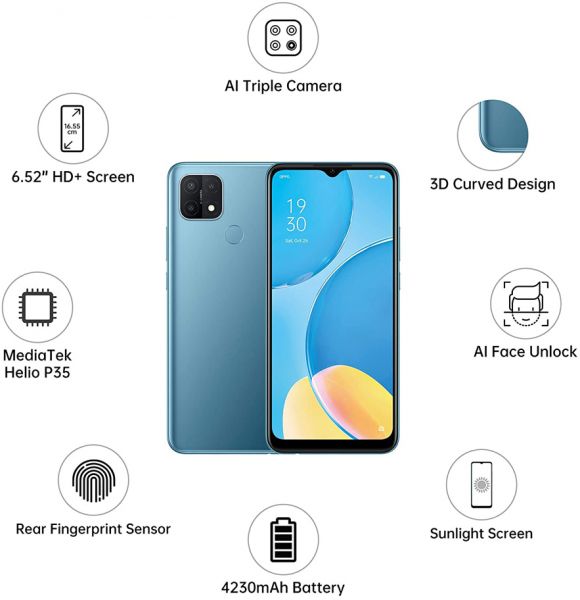 AI Triple Camera
16.55
cm
6.52" HD+ Screen
3D Curved Design
OPPO
19
30
Sat, Oct 26
MediaTek
Helio P35
AI Face Unlock
Rear Fingerprint Sensor
Sunlight Screen
4230mAh Battery